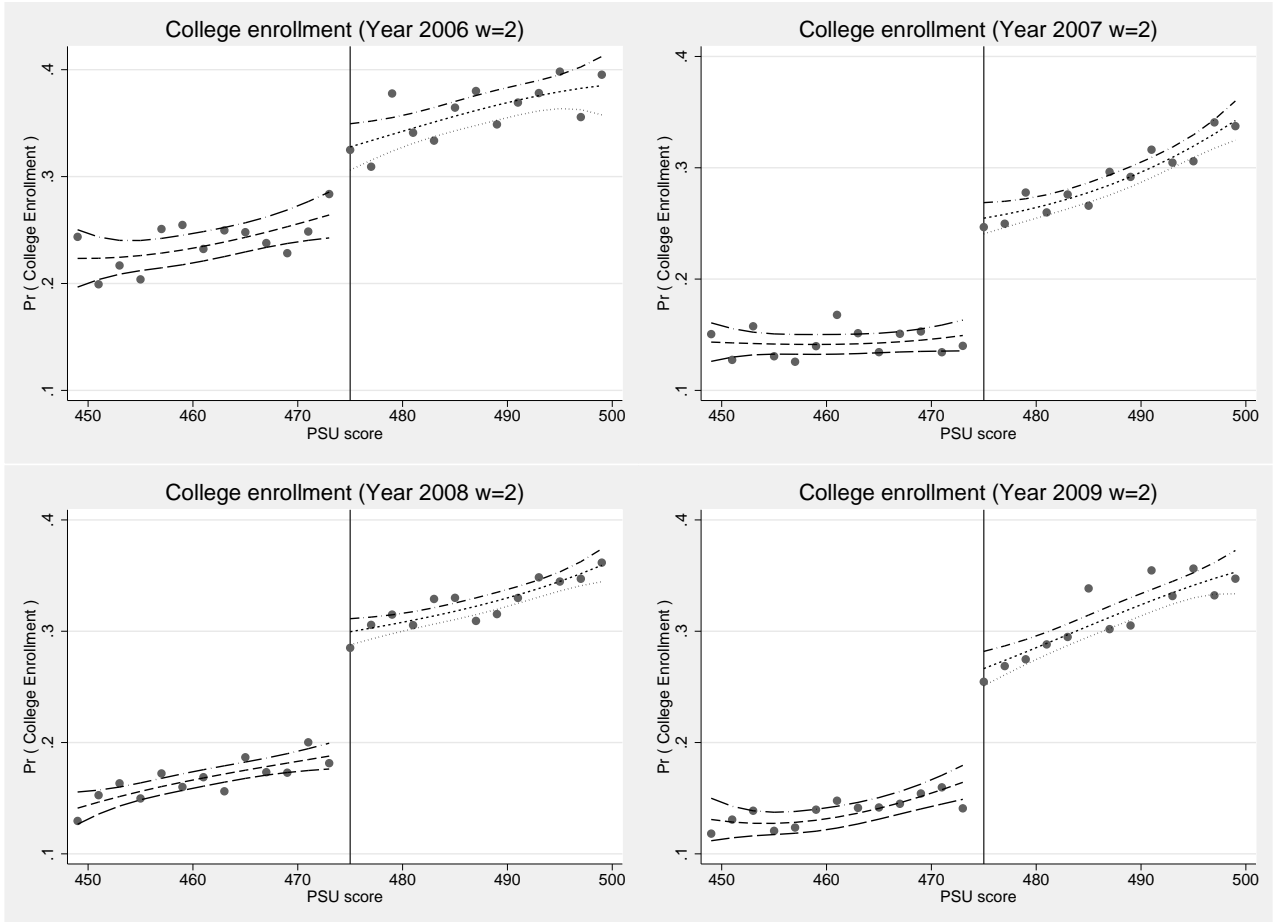 College enrollment (Year 2006 w=2)
Pr ( College Enrollment )
.4
.3
.2
.1
450 460 470 480 490 500
PSU score
College enrollment (Year 2007 w=2)
Pr ( College Enrollment )
.4
.3
.2
.1
450 460 470 480 490 500
PSU score
College enrollment (Year 2008 w=2)
Pr ( College Enrollment )
.4
.3
.2
.1
450 460 470 480 490 500
PSU score
College enrollment (Year 2009 w=2)
Pr ( College Enrollment )
.4
.3
.2
.1
450 460 470 480 490 500
PSU score